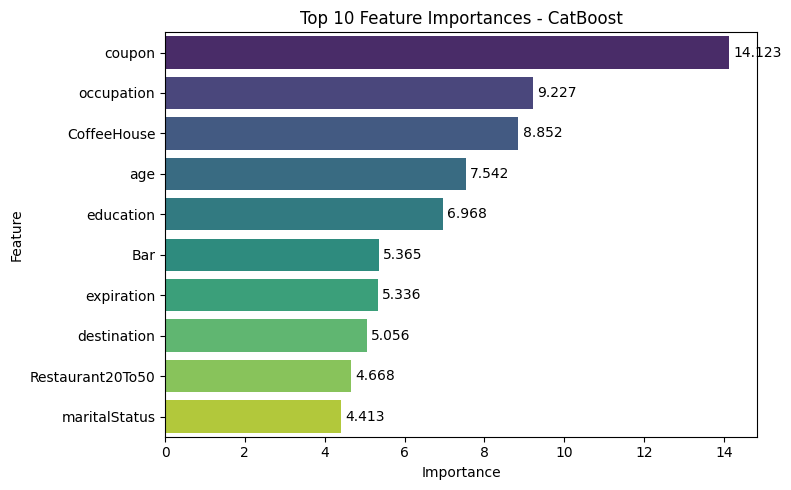 Top 10 Feature Importances - CatBoost
coupon 14.123
occupation 9.227
CoffeeHouse 8.852
age 7.542
education 6.968
Bar 5.365
expiration 5.336
destination 5.056
Restaurant20To50 4.668
maritalStatus 4.413
0 2 4 6 8 10 12 14
Importance
Feature